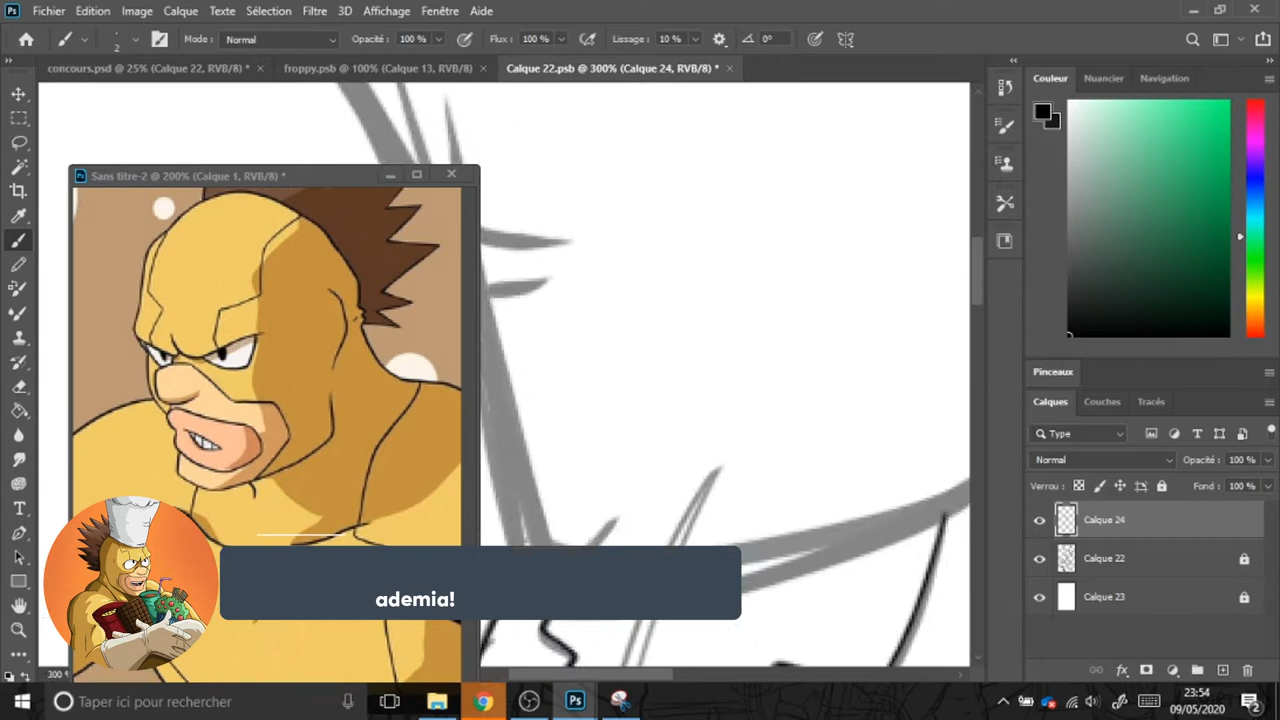 Fichier Edition Image Calque Texte Sélection Filtre 3D Affichage Fenêtre Aide
2 Mode : Normal Opacité : 100 % Flux : 100 % Lissage : 10 % 0°
concours.psd @ 25% (Calque 22, RVB/8) * froppy.psb @ 100% (Calque 13, RVB/8) Calque 22.psb @ 300% (Calque 24, RVB/8) *
Couleur Nuancier Navigation
Sans titre-2 @ 200% (Calque 1, RVB/8) *
Pinceaux
Calques Couches Tracés
Type
Normal Opacité : 100 %
Verrou : Fond : 100 %
Calque 24
Calque 22
Calque 23
ademia!
300
Taper ici pour rechercher
23:54
09/05/2020
2